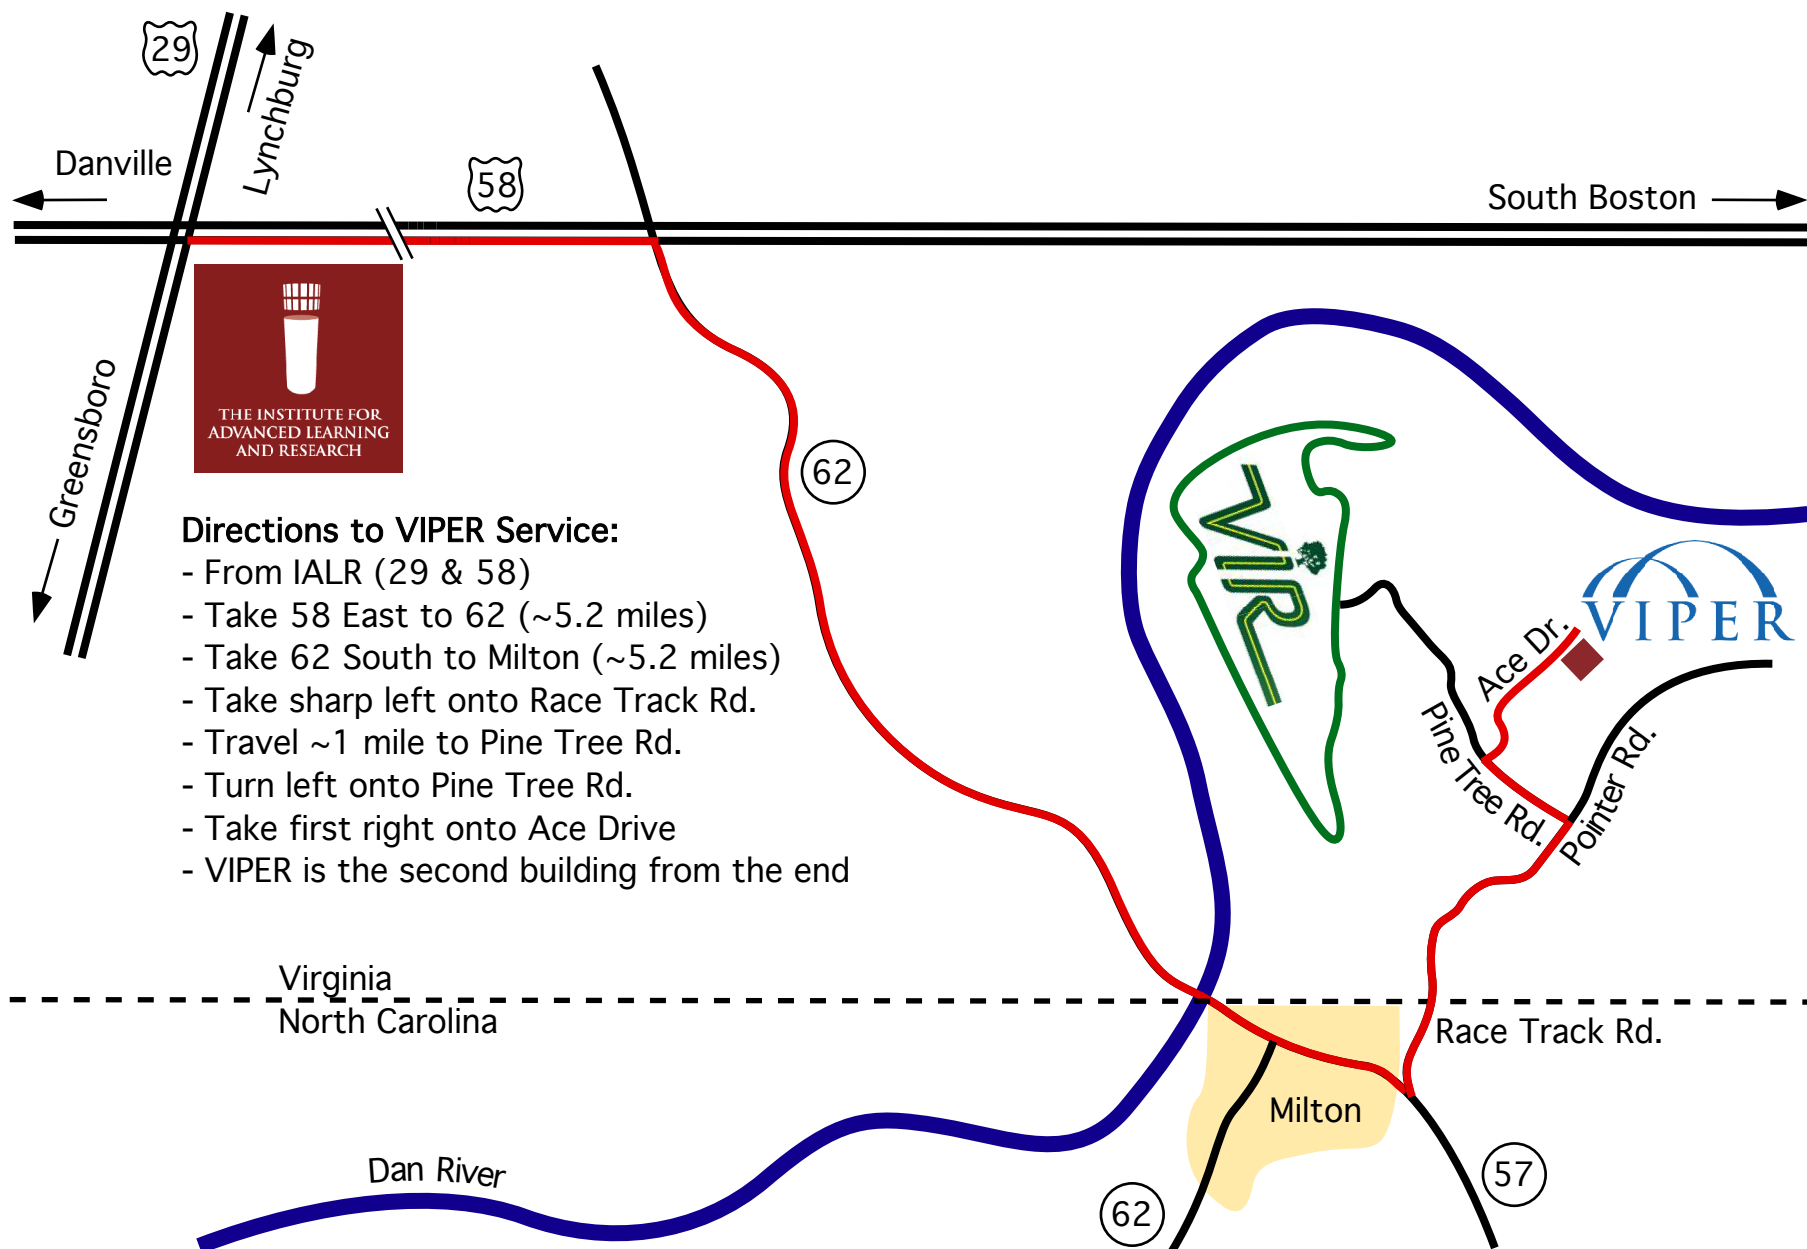 29
Lynchburg
Danville
58
South Boston
Greensboro
THE INSTITUTE FOR
ADVANCED LEARNING
AND RESEARCH
62
Directions to VIPER Service:
- From IALR (29 & 58)
- Take 58 East to 62 (~5.2 miles)
- Take 62 South to Milton (~5.2 miles)
- Take sharp left onto Race Track Rd.
- Travel ~1 mile to Pine Tree Rd.
- Turn left onto Pine Tree Rd.
- Take first right onto Ace Drive
- VIPER is the second building from the end
VIR
VIPER
Ace Dr.
Pine Tree Rd.
Pointer Rd.
Virginia
North Carolina
Race Track Rd.
Milton
Dan River
62
57